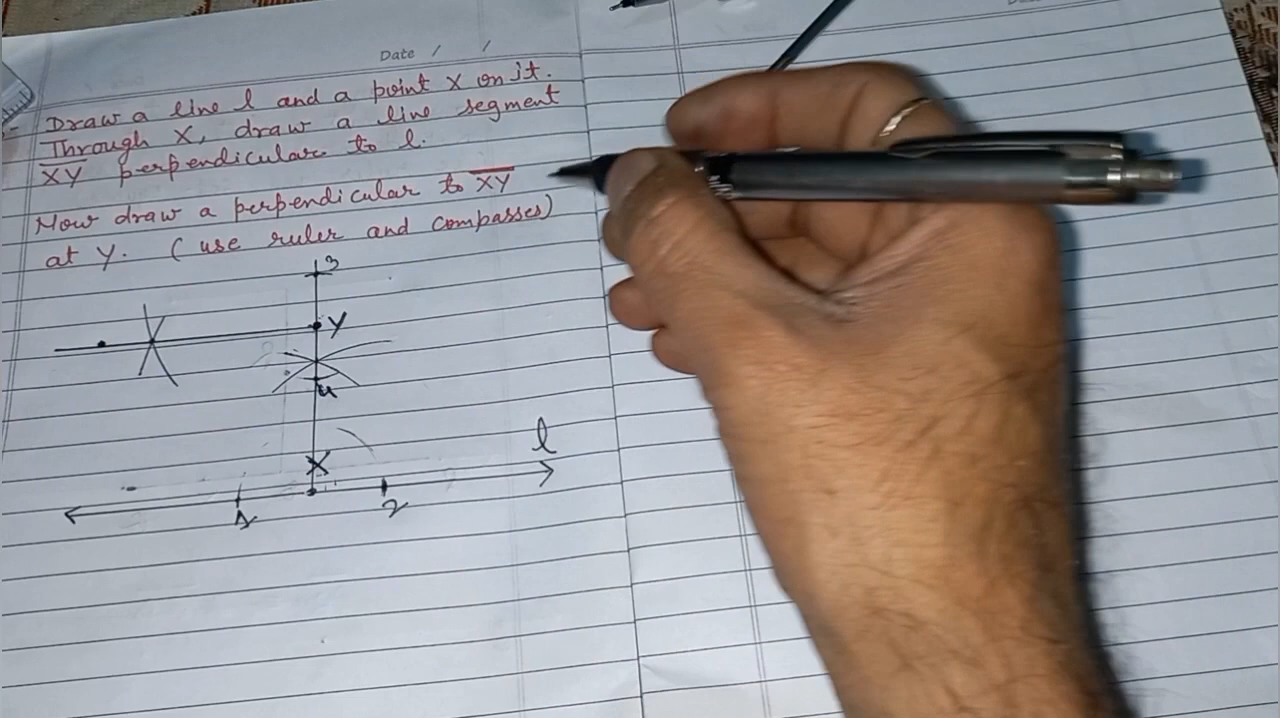 Date / /
Draw a line l and a point X on it.
Through X, draw a line segment
XY perpendicular to l.
Now draw a perpendicular to XY
at Y. (use ruler and compasses)
3
Y
4
l
X
1
2